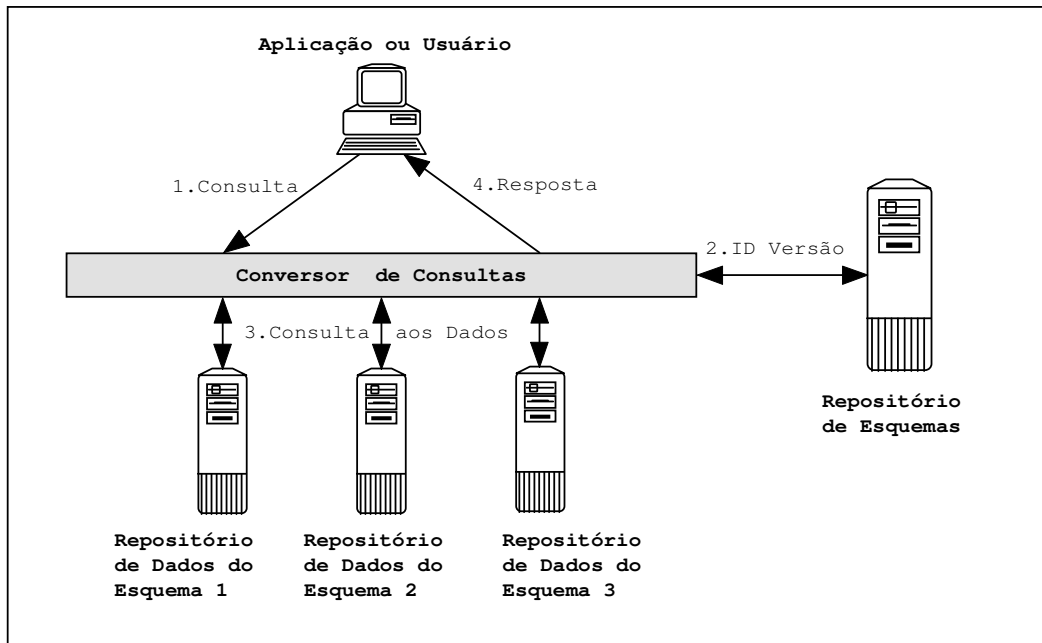 Aplicação ou Usuário
1.Consulta
4.Resposta
2.ID Versão
Conversor de Consultas
3.Consulta aos Dados
Repositório
de Esquemas
Repositório
de Dados do
Esquema 1
Repositório
de Dados do
Esquema 2
Repositório
de Dados do
Esquema 3